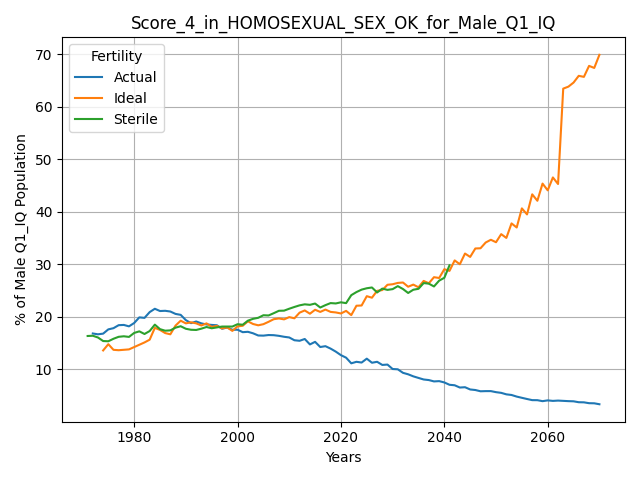 Score_4_in_HOMOSEXUAL_SEX_OK_for_Male_Q1_IQ
Fertility
Actual
Ideal
Sterile
% of Male Q1_IQ Population
70
60
50
40
30
20
10
1980
2000
2020
2040
2060
Years